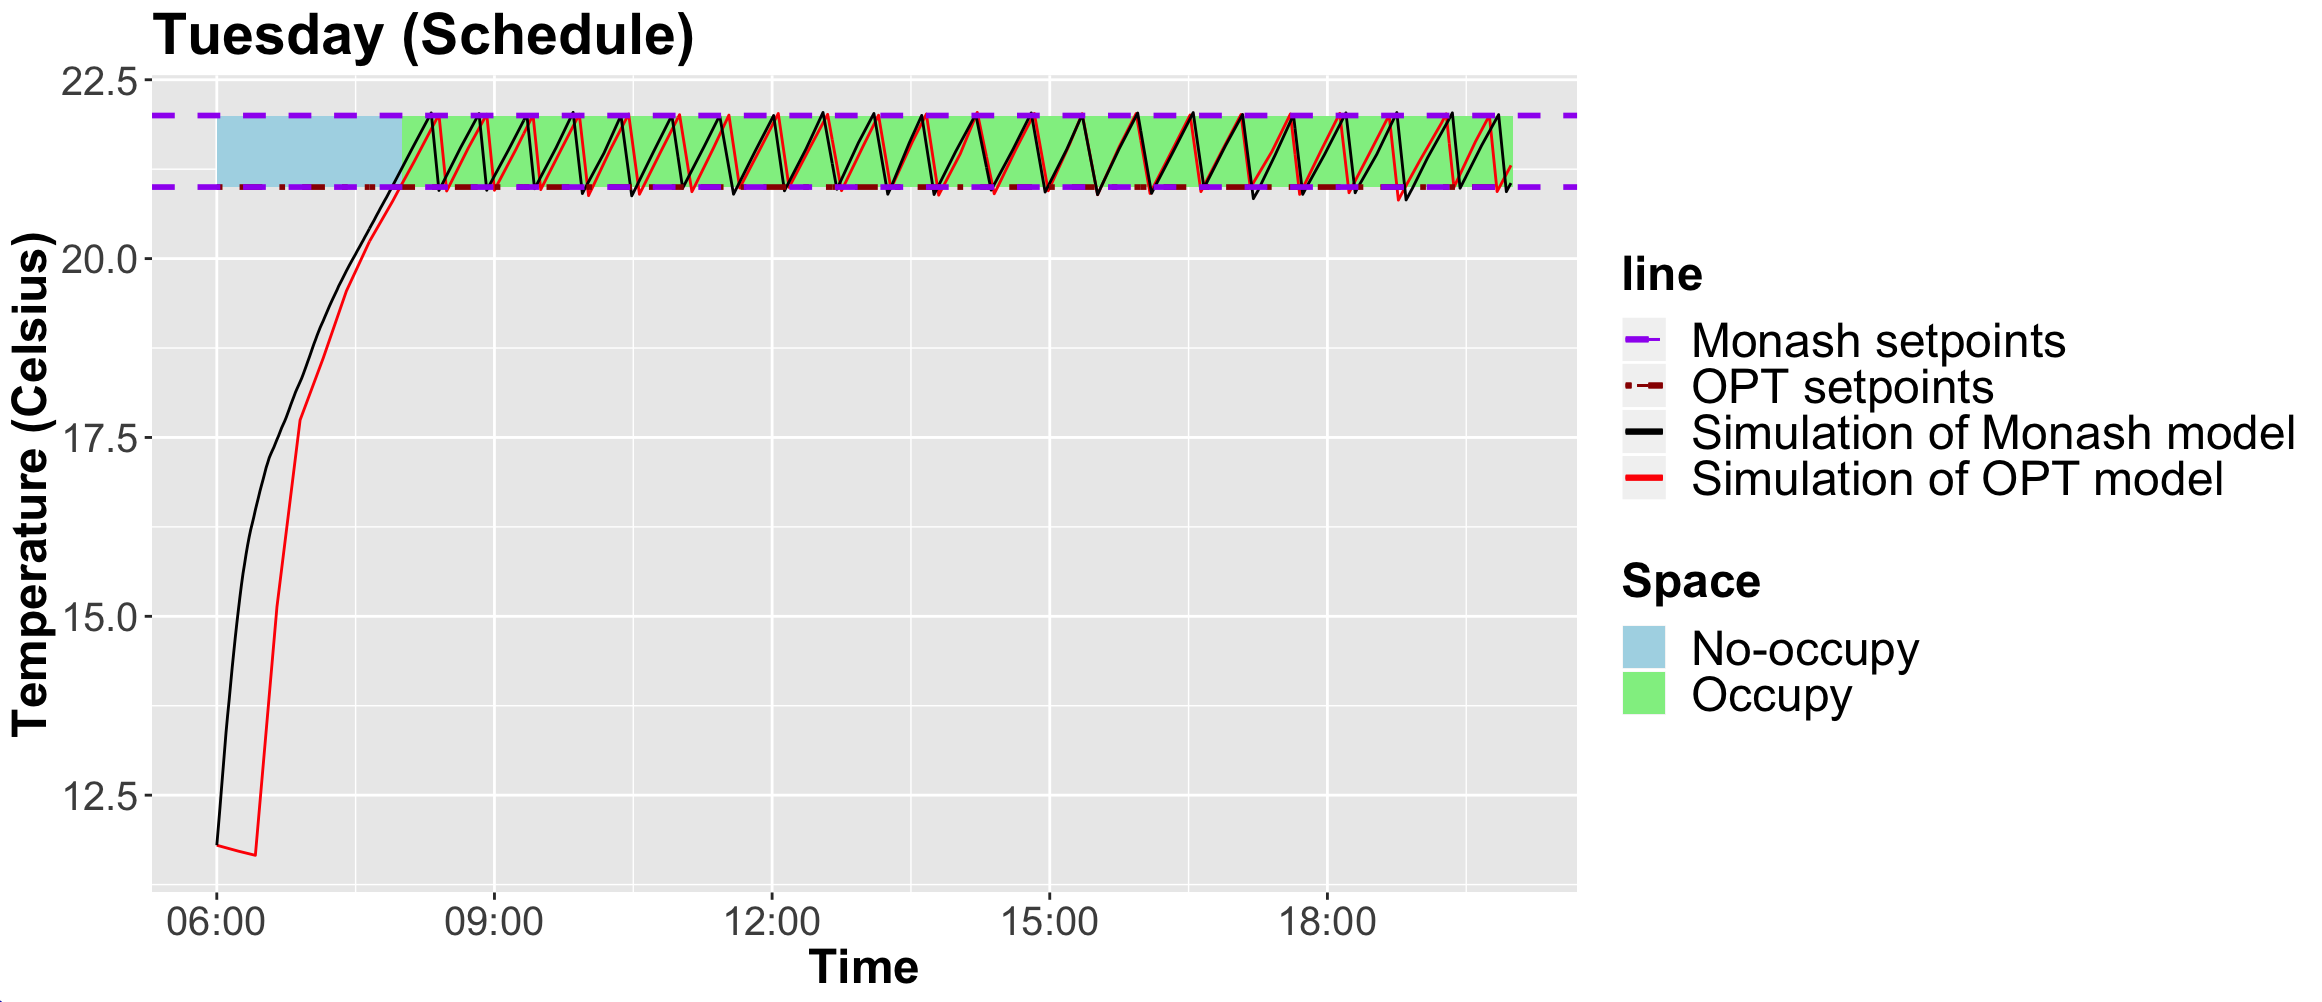 Tuesday (Schedule)
Temperature (Celsius)
22.5
20.0
17.5
15.0
12.5
06:00 09:00 12:00 15:00 18:00
Time
line
Monash setpoints
OPT setpoints
Simulation of Monash model
Simulation of OPT model
Space
No-occupy
Occupy